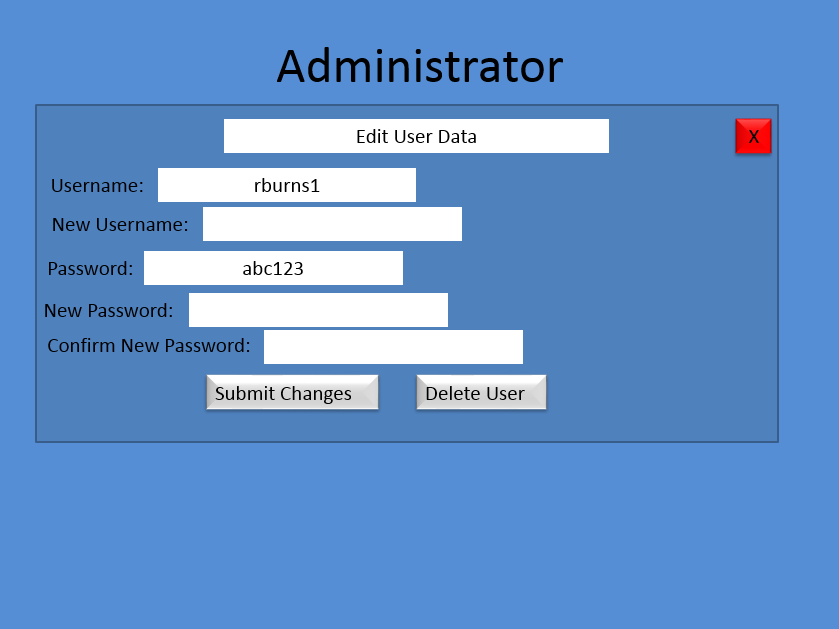 Administrator
Edit User Data
X
Username: rburns1
New Username:
Password: abc123
New Password:
Confirm New Password:
Submit Changes Delete User